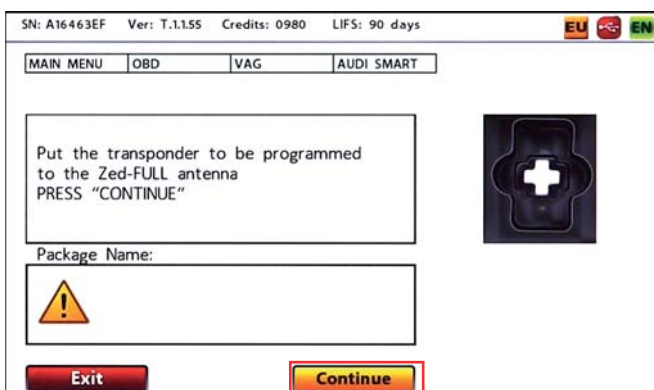 SN: A16463EF Ver: T.1.1.55 Credits: 0980 LIFS: 90 days EU EN
MAIN MENU OBD VAG AUDI SMART
Put the transponder to be programmed
to the Zed-FULL antenna
PRESS “CONTINUE”
Package Name:
Exit Continue